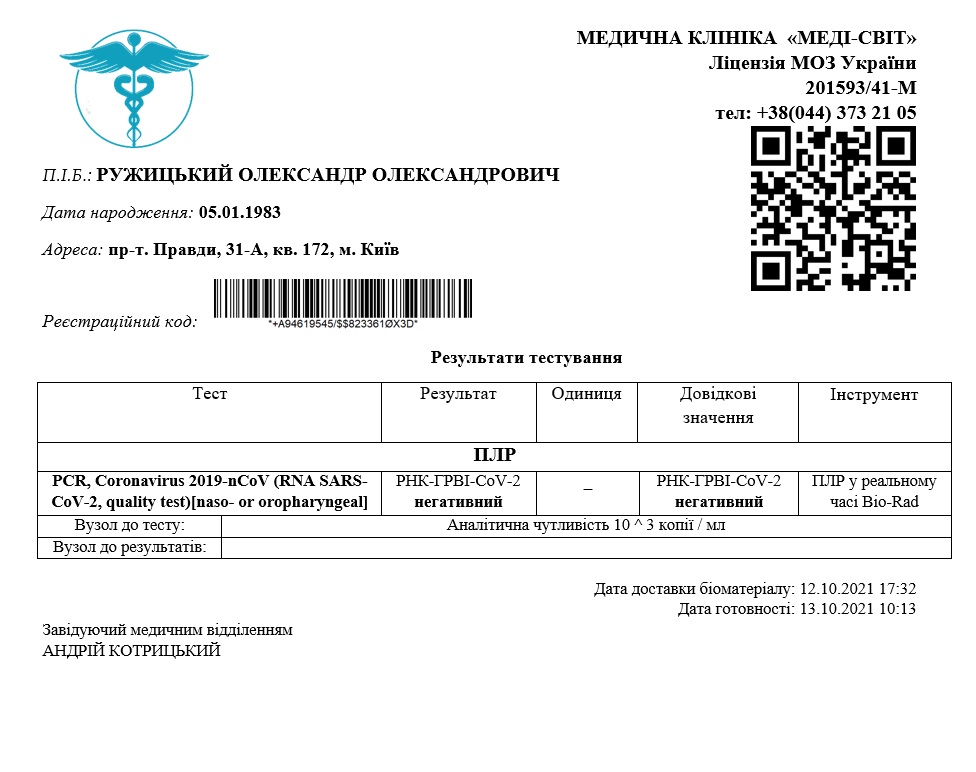 МЕДИЧНА КЛІНІКА «МЕДІ-СВІТ»
Ліцензія МОЗ України
201593/41-М
тел: +38(044) 373 21 05
П.І.Б.: РУЖИЦЬКИЙ ОЛЕКСАНДР ОЛЕКСАНДРОВИЧ
Дата народження: 05.01.1983
Адреса: пр-т. Правди, 31-А, кв. 172, м. Київ
Реєстраційний код:
*+A94619545/$$823361ØX3D*
Результати тестування
Тест
Результат
Одиниця
Довідкові
значення
Інструмент
ПЛР
PCR, Coronavirus 2019-nCoV (RNA SARS-
CoV-2, quality test)[naso- or oropharyngeal]
РНК-ГРВІ-CoV-2
негативний
–
РНК-ГРВІ-CoV-2
негативний
ПЛР у реальному
часі Bio-Rad
Вузол до тесту:
Аналітична чутливість 10 ^ 3 копії / мл
Вузол до результатів:
Дата доставки біоматеріалу: 12.10.2021 17:32
Дата готовності: 13.10.2021 10:13
Завідуючий медичним відділенням
АНДРІЙ КОТРИЦЬКИЙ